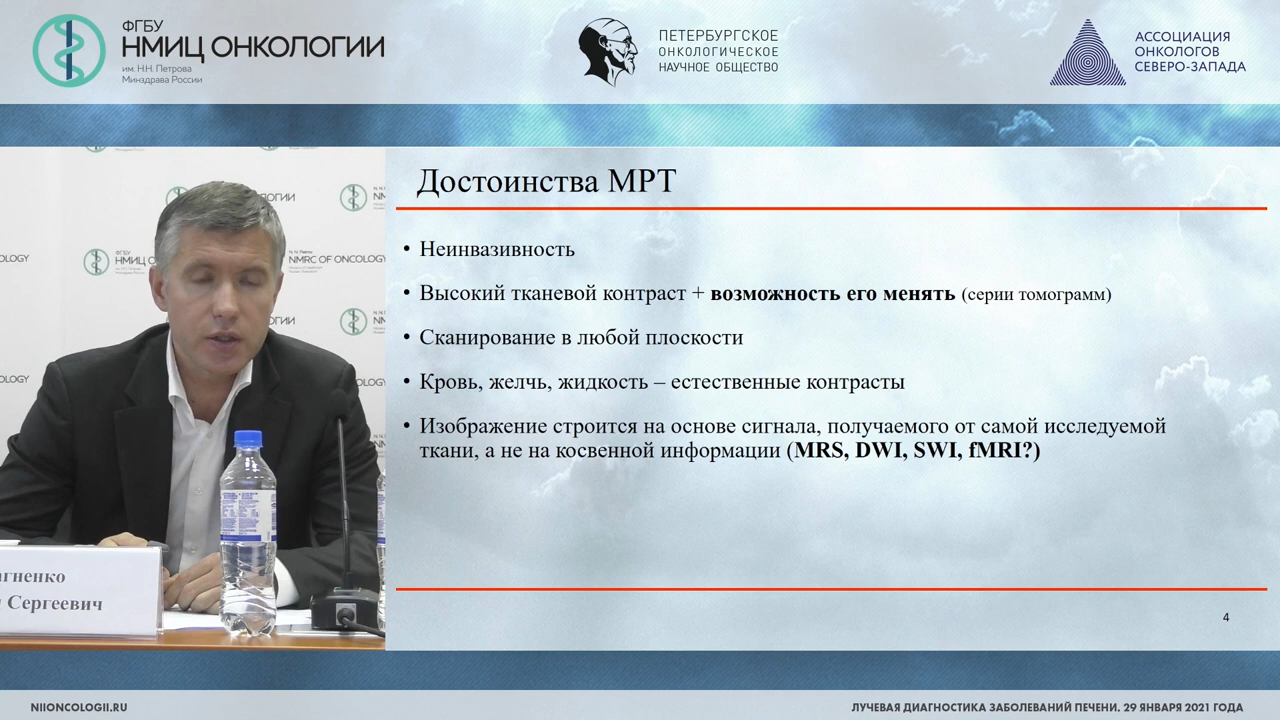 ФГБУ
НМИЦ ОНКОЛОГИИ
им. Н.Н. Петрова
Минздрава России
ПЕТЕРБУРГСКОЕ
ОНКОЛОГИЧЕСКОЕ
НАУЧНОЕ ОБЩЕСТВО
АССОЦИАЦИЯ
ОНКОЛОГОВ
СЕВЕРО-ЗАПАДА
NMRC OF ONCOLOGY
Сергеевич
Достоинства МРТ
• Неинвазивность
• Высокий тканевой контраст + возможность его менять (серии томограмм)
• Сканирование в любой плоскости
• Кровь, желчь, жидкость – естественные контрасты
• Изображение строится на основе сигнала, получаемого от самой исследуемой
ткани, а не на косвенной информации (MRS, DWI, SWI, fMRI?)
4
NIIONCOLOGII.RU
ЛУЧЕВАЯ ДИАГНОСТИКА ЗАБОЛЕВАНИЙ ПЕЧЕНИ. 29 ЯНВАРЯ 2021 ГОДА